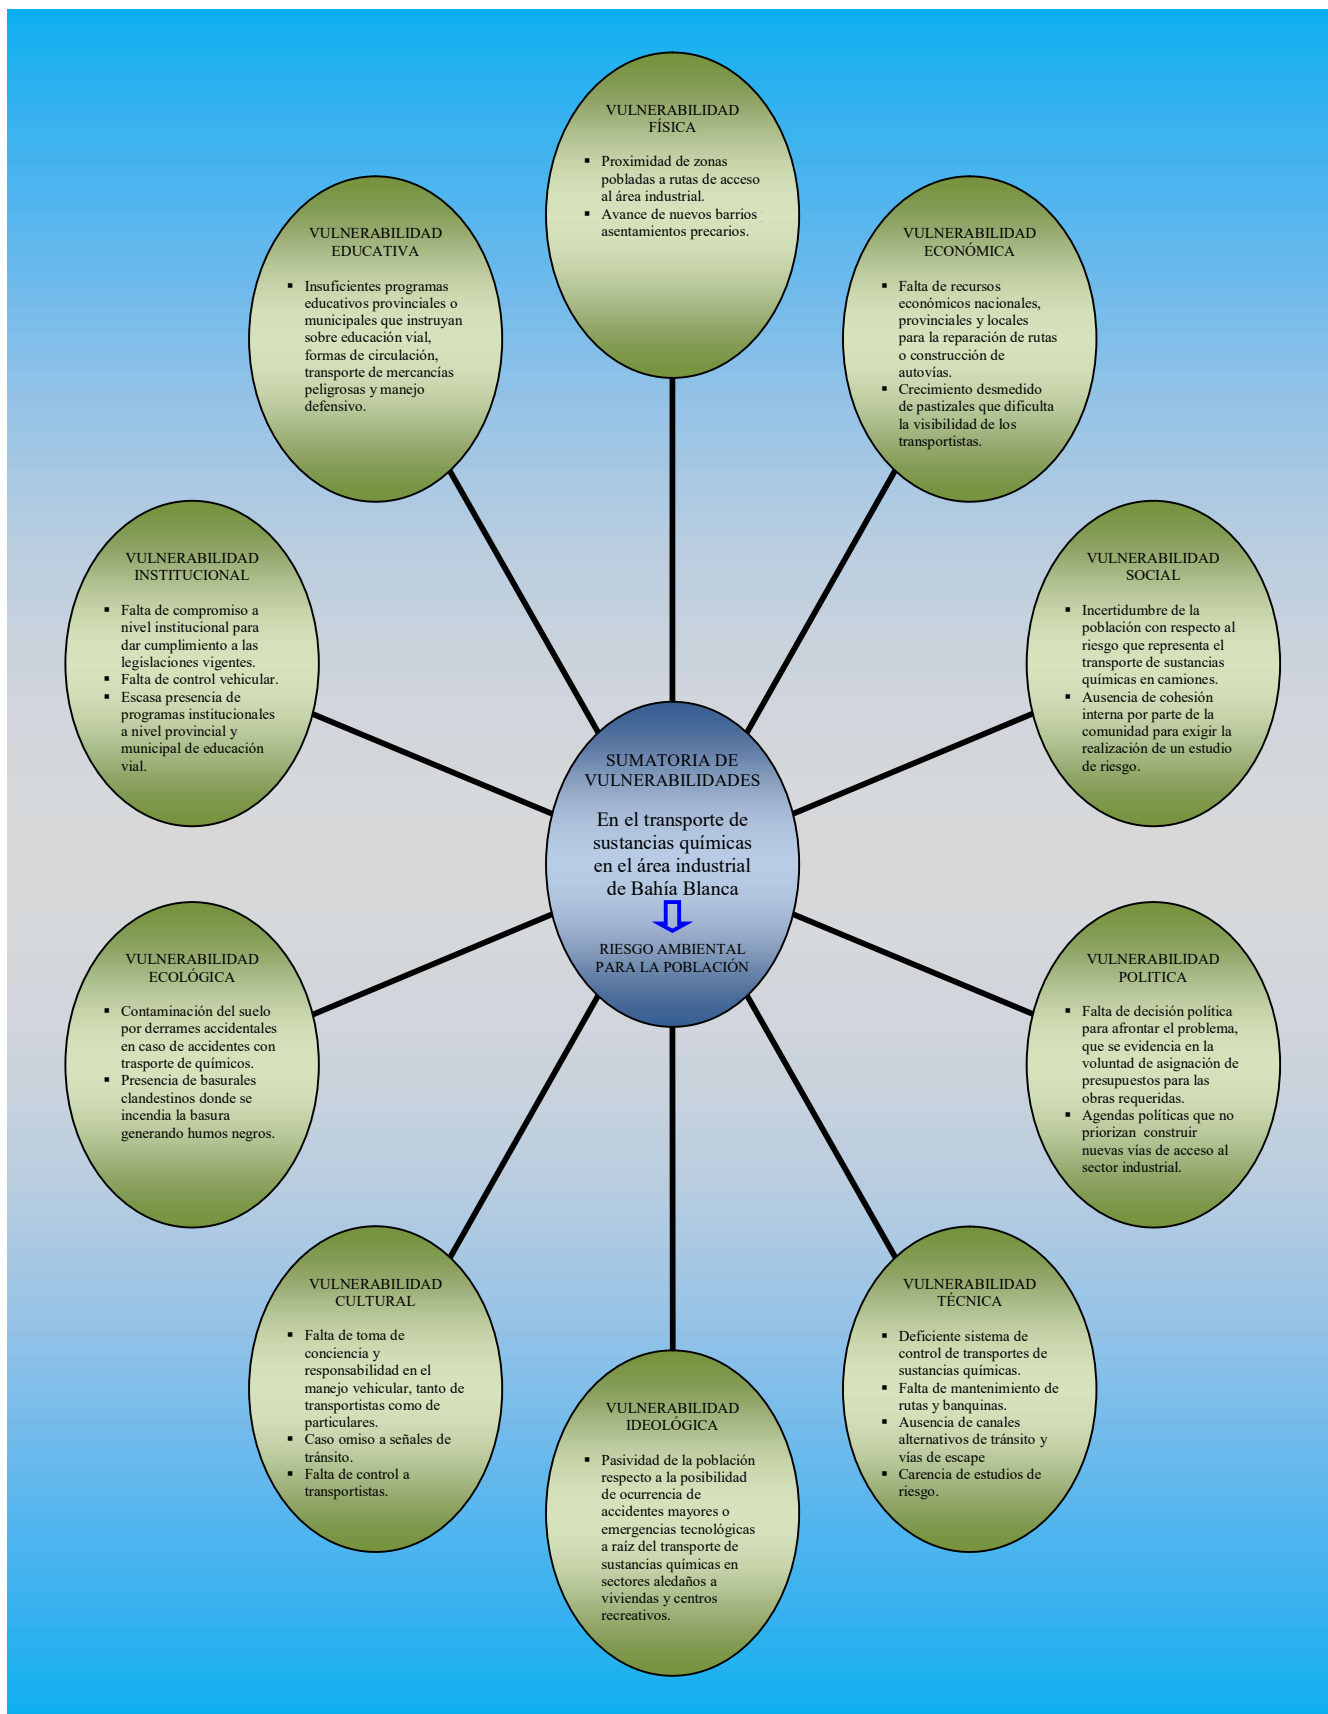 VULNERABILIDAD
FÍSICA
▪ Proximidad de zonas
pobladas a rutas de acceso
al área industrial.
▪ Avance de nuevos barrios
asentamientos precarios.
VULNERABILIDAD
EDUCATIVA
▪ Insuficientes programas
educativos provinciales o
municipales que instruyan
sobre educación vial,
formas de circulación,
transporte de mercancías
peligrosas y manejo
defensivo.
VULNERABILIDAD
ECONÓMICA
▪ Falta de recursos
económicos nacionales,
provinciales y locales
para la reparación de rutas
o construcción de
autovías.
▪ Crecimiento desmedido
de pastizales que dificulta
la visibilidad de los
transportistas.
VULNERABILIDAD
INSTITUCIONAL
▪ Falta de compromiso a
nivel institucional para
dar cumplimiento a las
legislaciones vigentes.
▪ Falta de control vehicular.
▪ Escasa presencia de
programas institucionales
a nivel provincial y
municipal de educación
vial.
VULNERABILIDAD
SOCIAL
▪ Incertidumbre de la
población con respecto al
riesgo que representa el
transporte de sustancias
químicas en camiones.
▪ Ausencia de cohesión
interna por parte de la
comunidad para exigir la
realización de un estudio
de riesgo.
SUMATORIA DE
VULNERABILIDADES
En el transporte de
sustancias químicas
en el área industrial
de Bahía Blanca
RIESGO AMBIENTAL
PARA LA POBLACIÓN
VULNERABILIDAD
ECOLÓGICA
▪ Contaminación del suelo
por derrames accidentales
en caso de accidentes con
trasporte de químicos.
▪ Presencia de basurales
clandestinos donde se
incendia la basura
generando humos negros.
VULNERABILIDAD
POLITICA
▪ Falta de decisión política
para afrontar el problema,
que se evidencia en la
voluntad de asignación de
presupuestos para las
obras requeridas.
▪ Agendas políticas que no
priorizan  construir
nuevas vías de acceso al
sector industrial.
VULNERABILIDAD
CULTURAL
▪ Falta de toma de
conciencia y
responsabilidad en el
manejo vehicular, tanto de
transportistas como de
particulares.
▪ Caso omiso a señales de
tránsito.
▪ Falta de control a
transportistas.
VULNERABILIDAD
TÉCNICA
▪ Deficiente sistema de
control de transportes de
sustancias químicas.
▪ Falta de mantenimiento de
rutas y banquinas.
▪ Ausencia de canales
alternativos de tránsito y
vías de escape
▪ Carencia de estudios de
riesgo.
VULNERABILIDAD
IDEOLÓGICA
▪ Pasividad de la población
respecto a la posibilidad
de ocurrencia de
accidentes mayores o
emergencias tecnológicas
a raíz del transporte de
sustancias químicas en
sectores aledaños a
viviendas y centros
recreativos.